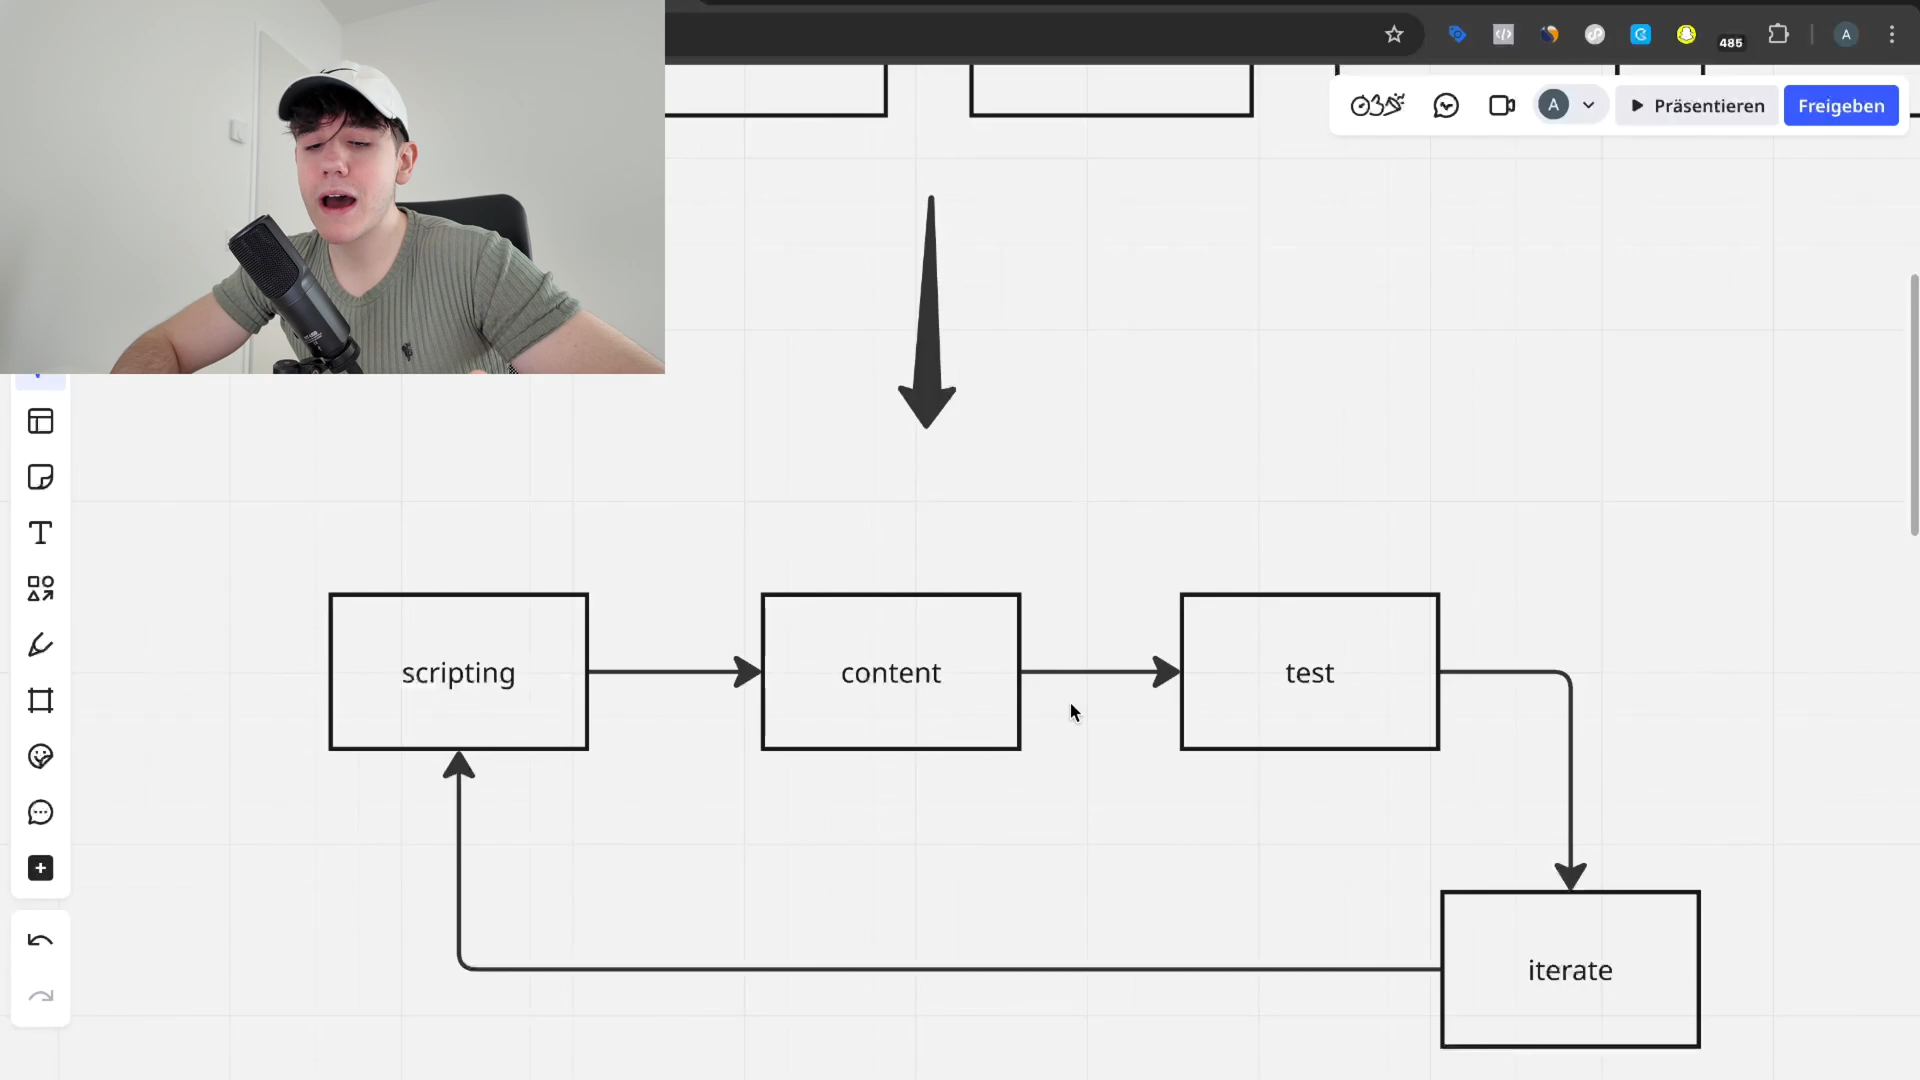 485
A
A
Präsentieren
Freigeben
scripting
content
test
iterate